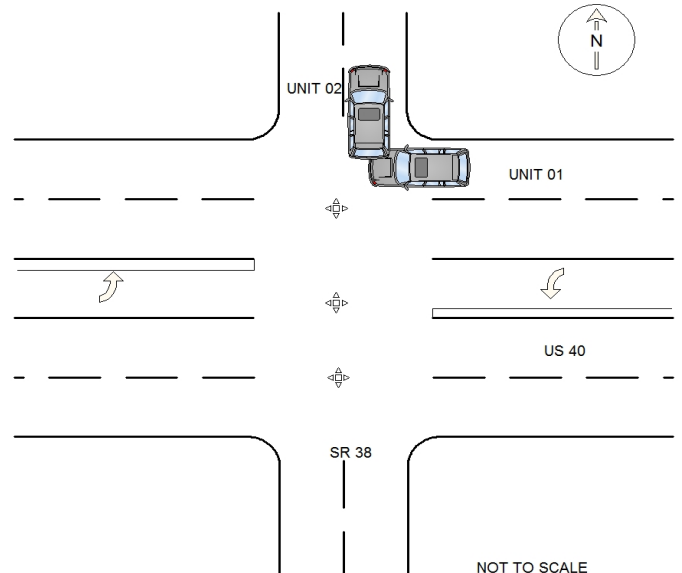 N
UNIT 02
UNIT 01
US 40
SR 38
NOT TO SCALE